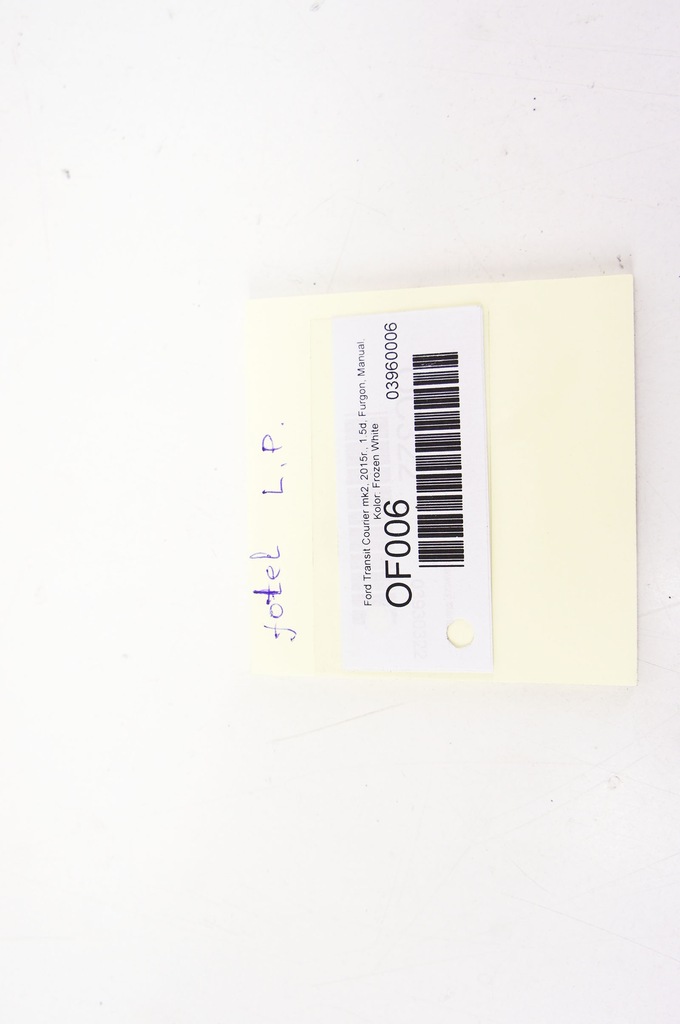 fotel L.P.
Ford Transit Courier mk2, 2015r., 1.5d, Furgon, Manual,
Kolor: Frozen White
OF006
03960006